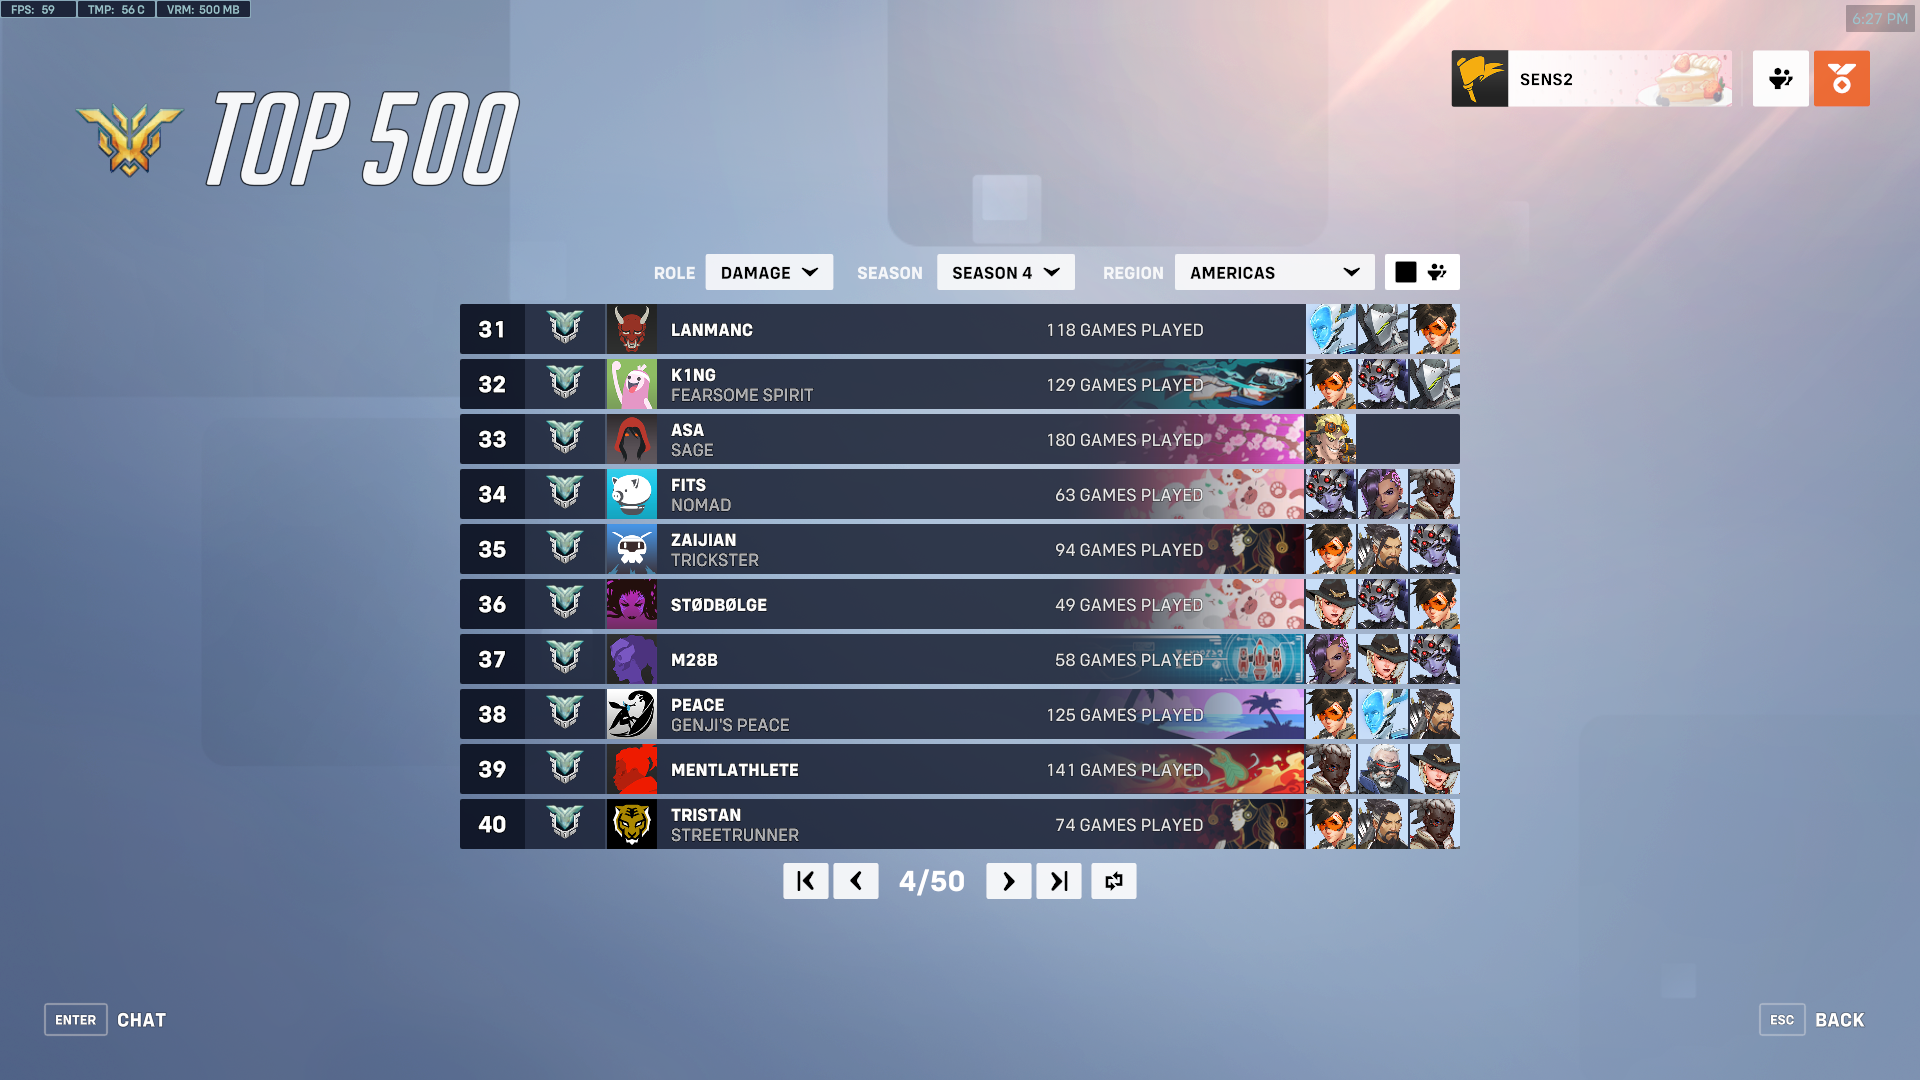 FPS: 59 TMP: 56 C VRM: 500 MB
6:27 PM
TOP 500
SENS2
ROLE DAMAGE SEASON SEASON 4 REGION AMERICAS
31 LANMANC 118 GAMES PLAYED
32 K1NG 129 GAMES PLAYED
FEARSOME SPIRIT
33 ASA 180 GAMES PLAYED
SAGE
34 FITS 63 GAMES PLAYED
NOMAD
35 ZAIJIAN 94 GAMES PLAYED
TRICKSTER
36 STØDBØLGE 49 GAMES PLAYED
37 M28B 58 GAMES PLAYED
38 PEACE 125 GAMES PLAYED
GENJI'S PEACE
39 MENTLATHLETE 141 GAMES PLAYED
40 TRISTAN 74 GAMES PLAYED
STREETRUNNER
4/50
ENTER CHAT
ESC BACK